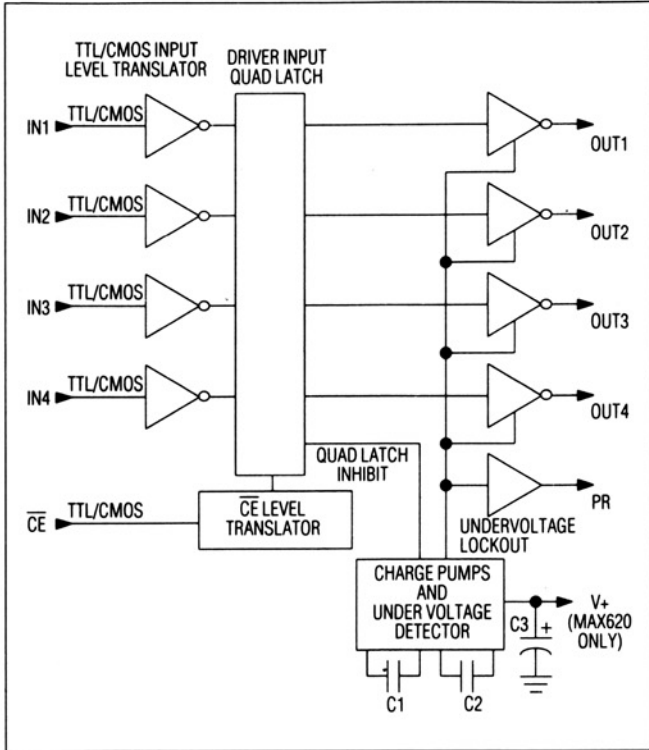 TTL/CMOS INPUT
LEVEL TRANSLATOR
DRIVER INPUT
QUAD LATCH
IN1
TTL/CMOS
OUT1
IN2
TTL/CMOS
OUT2
IN3
TTL/CMOS
OUT3
IN4
TTL/CMOS
OUT4
QUAD LATCH
INHIBIT
C̅E̅
TTL/CMOS
C̅E̅ LEVEL
TRANSLATOR
PR
UNDERVOLTAGE
LOCKOUT
CHARGE PUMPS
AND
UNDER VOLTAGE
DETECTOR
V+
(MAX620
ONLY)
C3
+
C1
C2